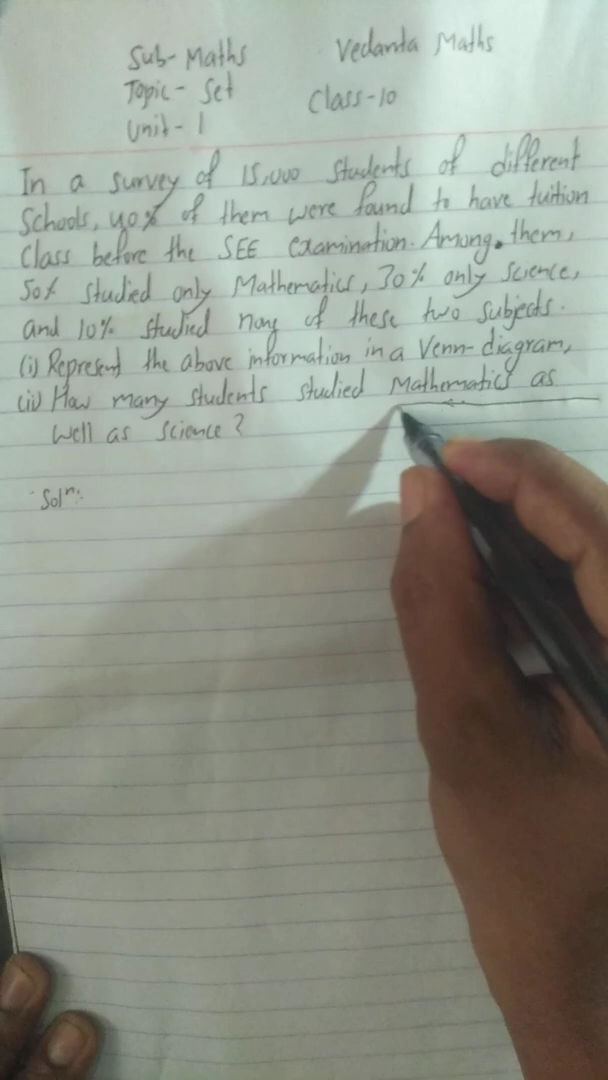 Sub- Maths Vedanta Maths
Topic- Set Class-10
Unit- 1
In a survey of 15,000 students of different
Schools, 40% of them were found to have tuition
Class before the SEE Examination. Among them,
50% studied only Mathematics, 30% only science,
and 10% studied none of these two subjects.
(i) Represent the above information in a Venn-diagram,
(ii) How many students studied Mathematics as
well as science?
Solⁿ: